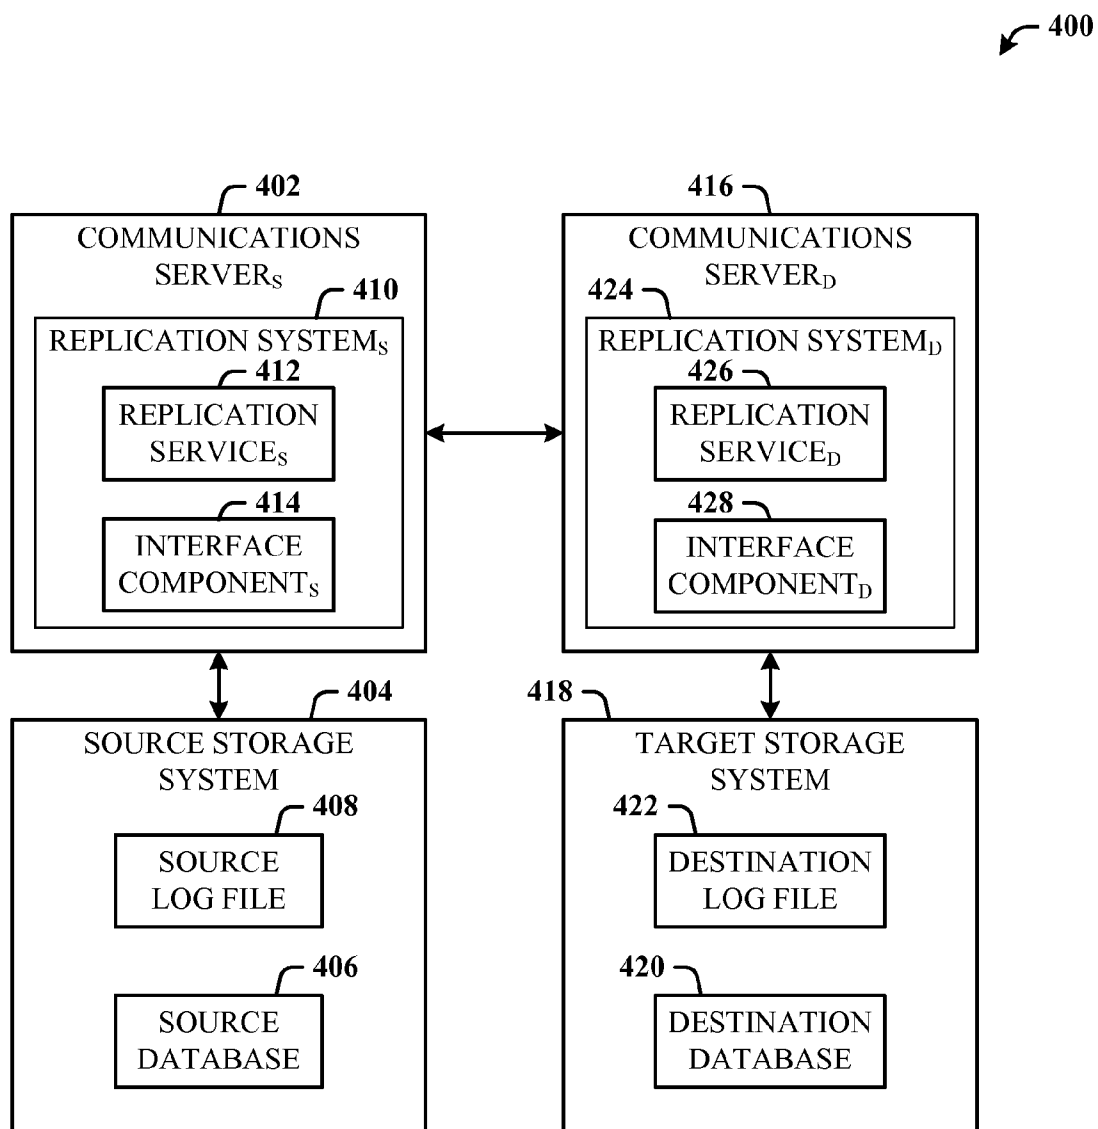 400
402
COMMUNICATIONS
SERVERS
410
REPLICATION SYSTEMS
412
REPLICATION
SERVICES
414
INTERFACE
COMPONENTS
416
COMMUNICATIONS
SERVERD
424
REPLICATION SYSTEMD
426
REPLICATION
SERVICED
428
INTERFACE
COMPONENTD
404
SOURCE STORAGE
SYSTEM
408
SOURCE
LOG FILE
406
SOURCE
DATABASE
418
TARGET STORAGE
SYSTEM
422
DESTINATION
LOG FILE
420
DESTINATION
DATABASE